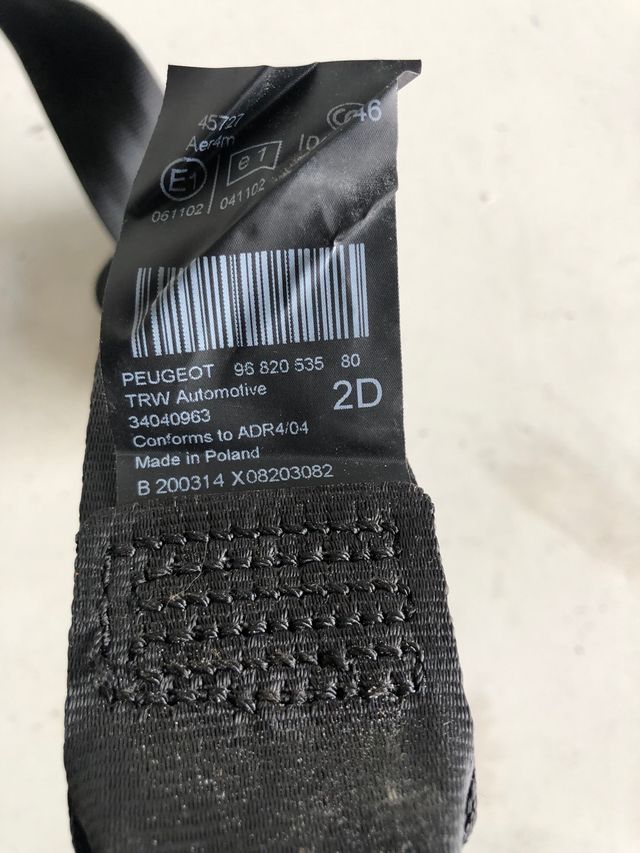 45727
Aer4m
E1 e1
061102 041102
PEUGEOT 96 820 535 80
TRW Automotive 2D
34040963
Conforms to ADR4/04
Made in Poland
B 200314 X08203082